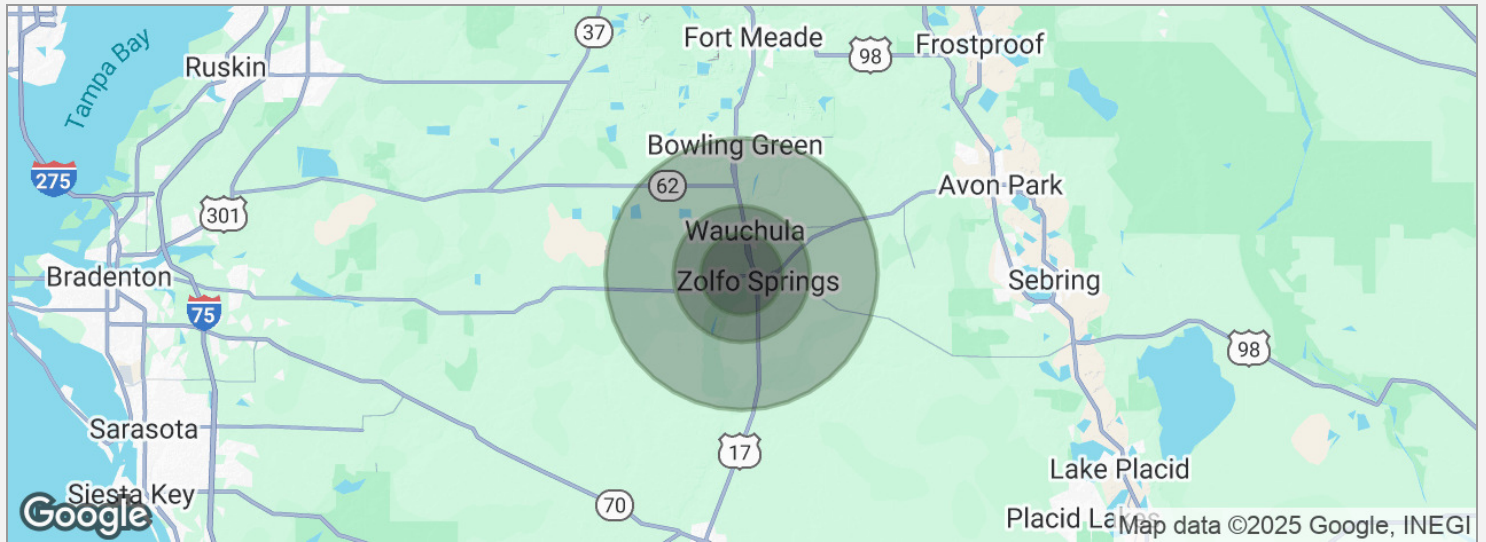 37
Fort Meade
98
Frostproof
Ruskin
Tampa Bay
Bowling Green
275
62
Avon Park
301
Wauchula
Bradenton
Zolfo Springs
Sebring
75
98
Sarasota
17
Lake Placid
Siesta Key
70
Google
Placid Lakes
Map data ©2025 Google, INEGI